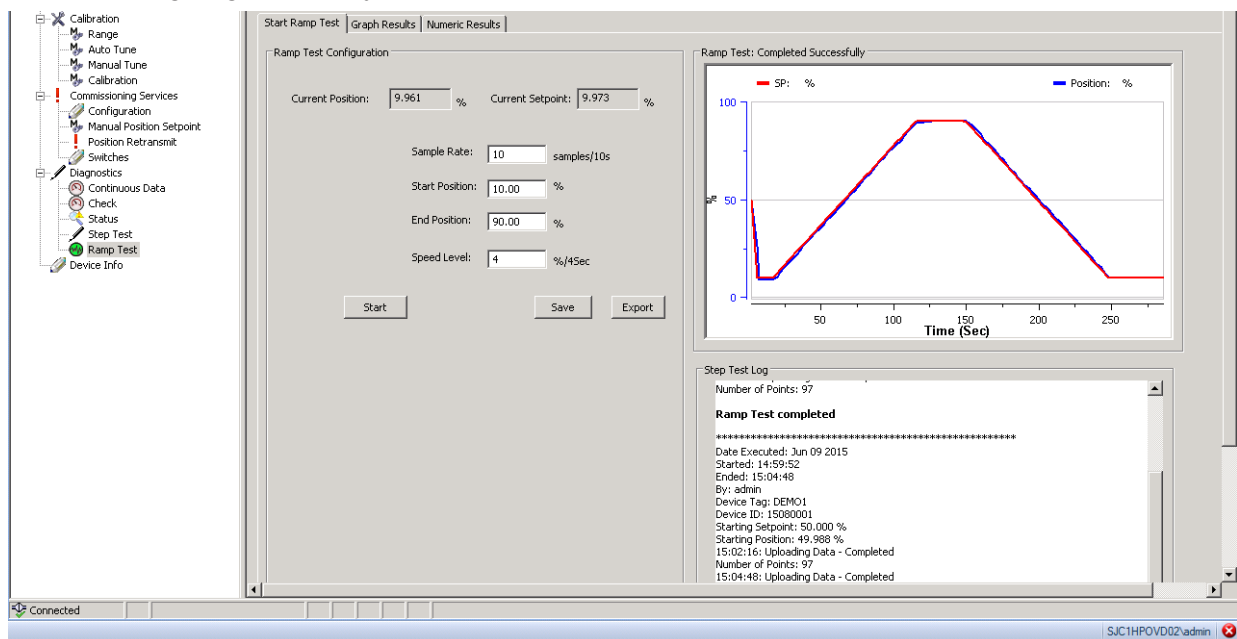 Calibration
Range
Auto Tune
Manual Tune
Calibration
Commissioning Services
Configuration
Manual Position Setpoint
Position Retransmit
Switches
Diagnostics
Continuous Data
Check
Status
Step Test
Ramp Test
Device Info
Start Ramp Test Graph Results Numeric Results
Ramp Test Configuration
Current Position: 9.961 % Current Setpoint: 9.973 %
Sample Rate: 10 samples/10s
Start Position: 10.00 %
End Position: 90.00 %
Speed Level: 4 %/4Sec
Start Save Export
Ramp Test: Completed Successfully
SP: % Position: %
100
%
50
0
50 100 150 200 250
Time (Sec)
Step Test Log
Number of Points: 97
Ramp Test completed
****************************************************
Date Executed: Jun 09 2015
Started: 14:59:52
Ended: 15:04:48
By: admin
Device Tag: DEMO1
Device ID: 15080001
Starting Setpoint: 50.000 %
Starting Position: 49.988 %
15:02:16: Uploading Data - Completed
Number of Points: 97
15:04:48: Uploading Data - Completed
Connected
SJC1HPOVD02\admin